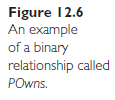 Figure 12.6
An example
of a binary
relationship called
POwns.